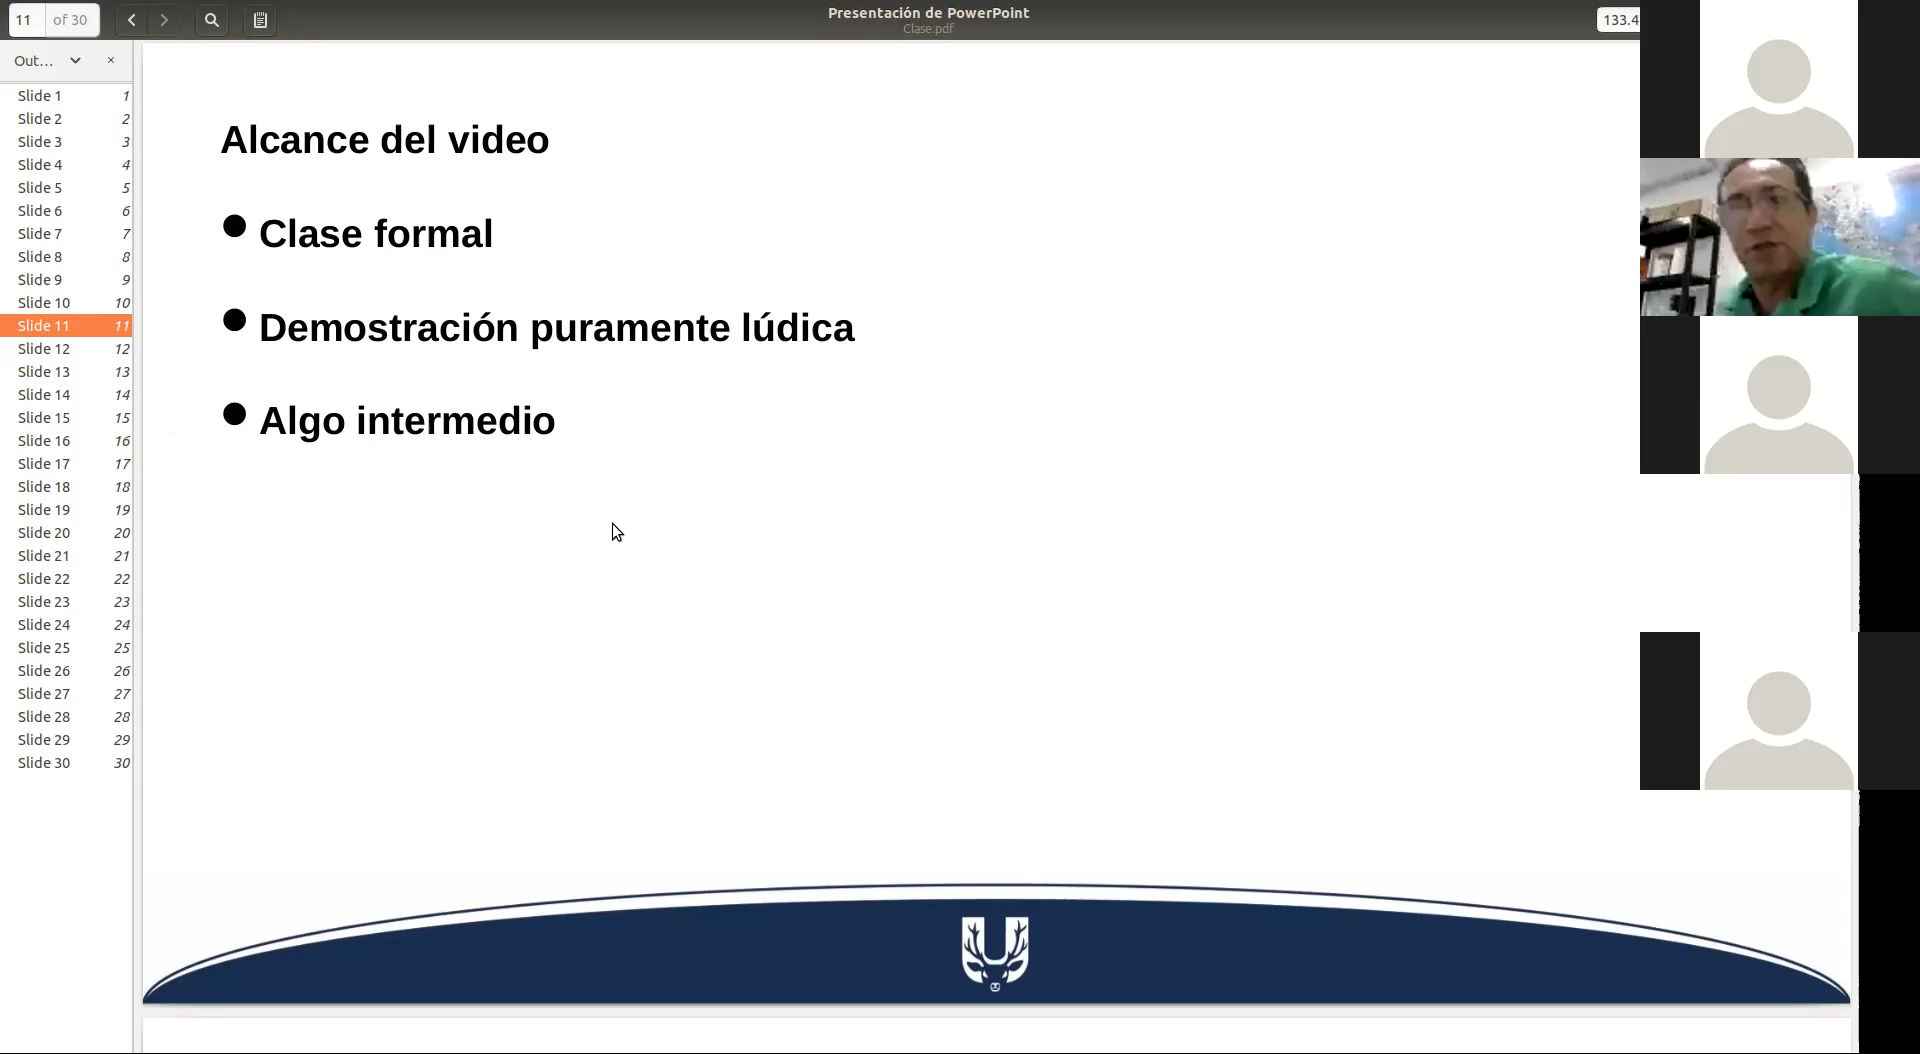 11 of 30
Presentación de PowerPoint
Clase.pdf
133.4
Out...
Slide 1 1
Slide 2 2
Slide 3 3
Slide 4 4
Slide 5 5
Slide 6 6
Slide 7 7
Slide 8 8
Slide 9 9
Slide 10 10
Slide 11 11
Slide 12 12
Slide 13 13
Slide 14 14
Slide 15 15
Slide 16 16
Slide 17 17
Slide 18 18
Slide 19 19
Slide 20 20
Slide 21 21
Slide 22 22
Slide 23 23
Slide 24 24
Slide 25 25
Slide 26 26
Slide 27 27
Slide 28 28
Slide 29 29
Slide 30 30
Alcance del video
● Clase formal
● Demostración puramente lúdica
● Algo intermedio